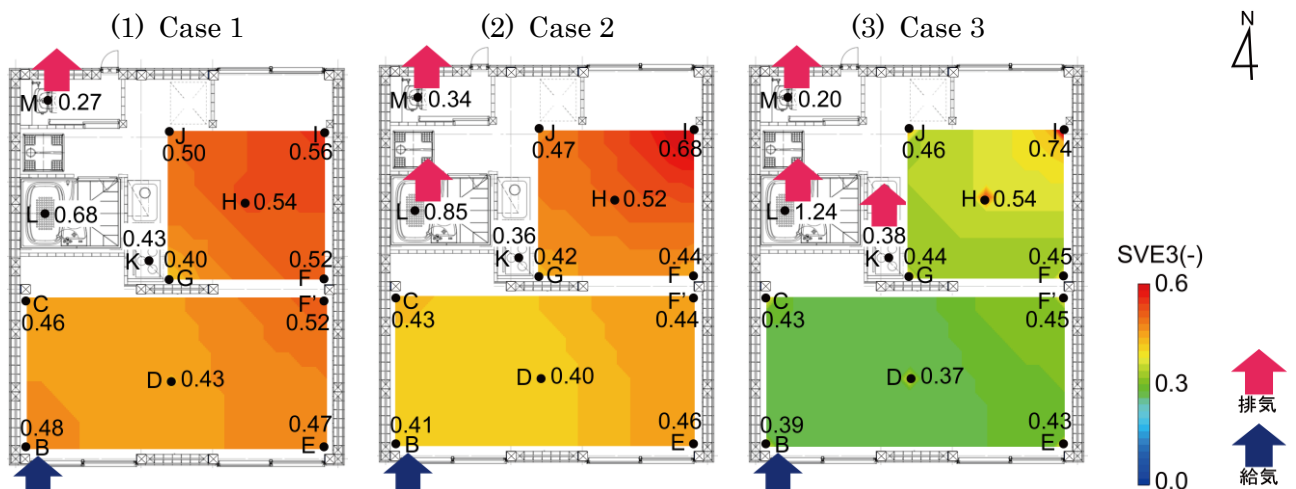 (1) Case 1
(2) Case 2
(3) Case 3
N
M 0.27
J
0.50
I
0.56
H 0.54
L 0.68
0.43
K
0.40
G
0.52
F
C
0.46
F'
0.52
D 0.43
0.48
B
0.47
E
M 0.34
J
0.47
I
0.68
H 0.52
L 0.85
0.36
K
0.42
G
0.44
F
C
0.43
F'
0.44
D 0.40
0.41
B
0.46
E
M 0.20
J
0.46
I
0.74
H 0.54
L 1.24
0.38
K
0.44
G
0.45
F
C
0.43
F'
0.45
D 0.37
0.39
B
0.43
E
SVE3(-)
0.6
0.3
0.0
排気
給気